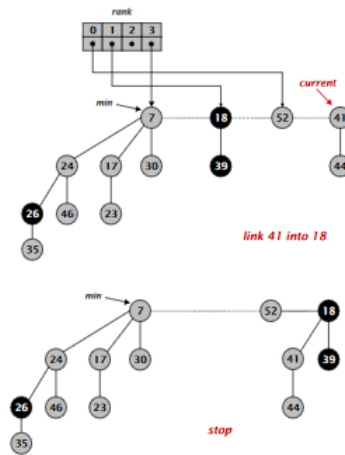 rank
0 1 2 3
current
min
7 18 52 41
24 17 30 39 44
26 46 23
link 41 into 18
35
min
7 52 18
24 17 30 41 39
26 46 23 44
stop
35